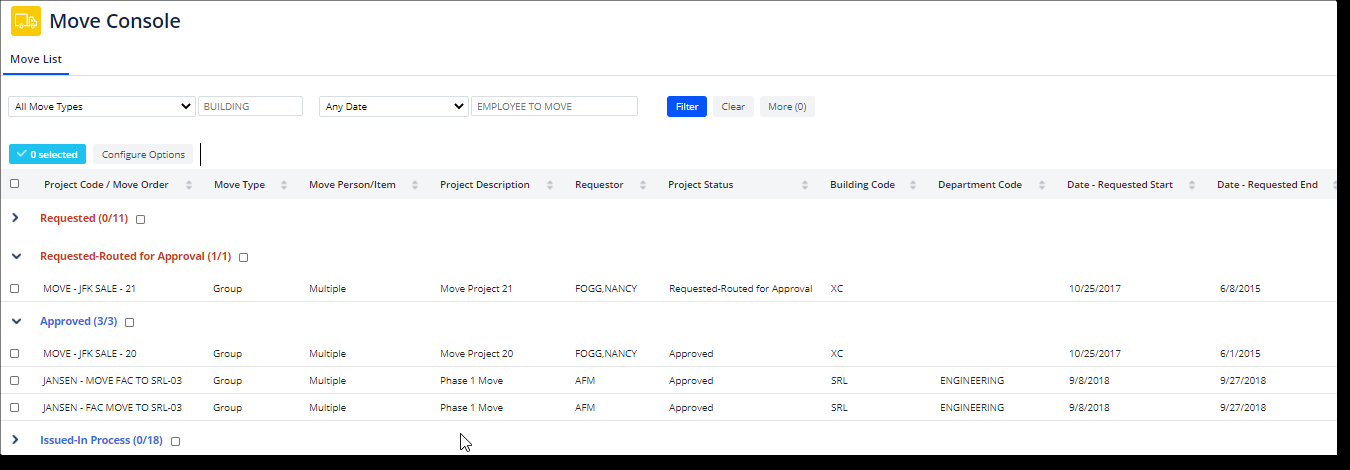 Move Console
Move List
All Move Types BUILDING Any Date EMPLOYEE TO MOVE Filter Clear More (0)
0 selected Configure Options
Project Code / Move Order Move Type Move Person/Item Project Description Requestor Project Status Building Code Department Code Date - Requested Start Date - Requested End
Requested (0/11)
Requested-Routed for Approval (1/1)
MOVE - JFK SALE - 21 Group Multiple Move Project 21 FOGG,NANCY Requested-Routed for Approval XC 10/25/2017 6/8/2015
Approved (3/3)
MOVE - JFK SALE - 20 Group Multiple Move Project 20 FOGG,NANCY Approved XC 10/25/2017 6/1/2015
JANSEN - MOVE FAC TO SRL-03 Group Multiple Phase 1 Move AFM Approved SRL ENGINEERING 9/8/2018 9/27/2018
JANSEN - FAC MOVE TO SRL-03 Group Multiple Phase 1 Move AFM Approved SRL ENGINEERING 9/8/2018 9/27/2018
Issued-In Process (0/18)